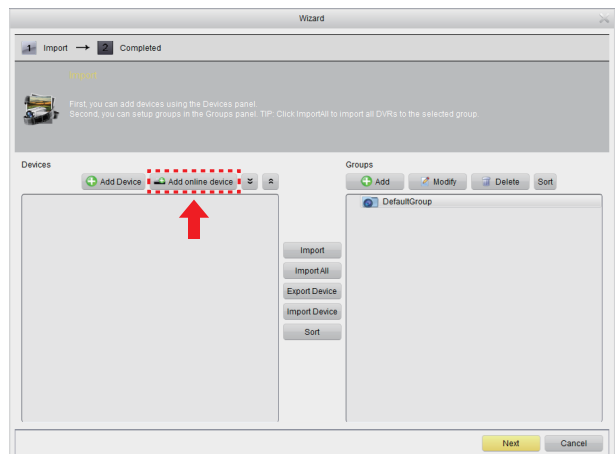 Wizard
1 Import → 2 Completed
Import
First, you can add devices using the Devices panel.
Second, you can setup groups in the Groups panel. TIP: Click ImportAll to import all DVRs to the selected group.
Devices
Add Device Add online device
Groups
Add Modify Delete Sort
DefaultGroup
Import
Import All
Export Device
Import Device
Sort
Next Cancel